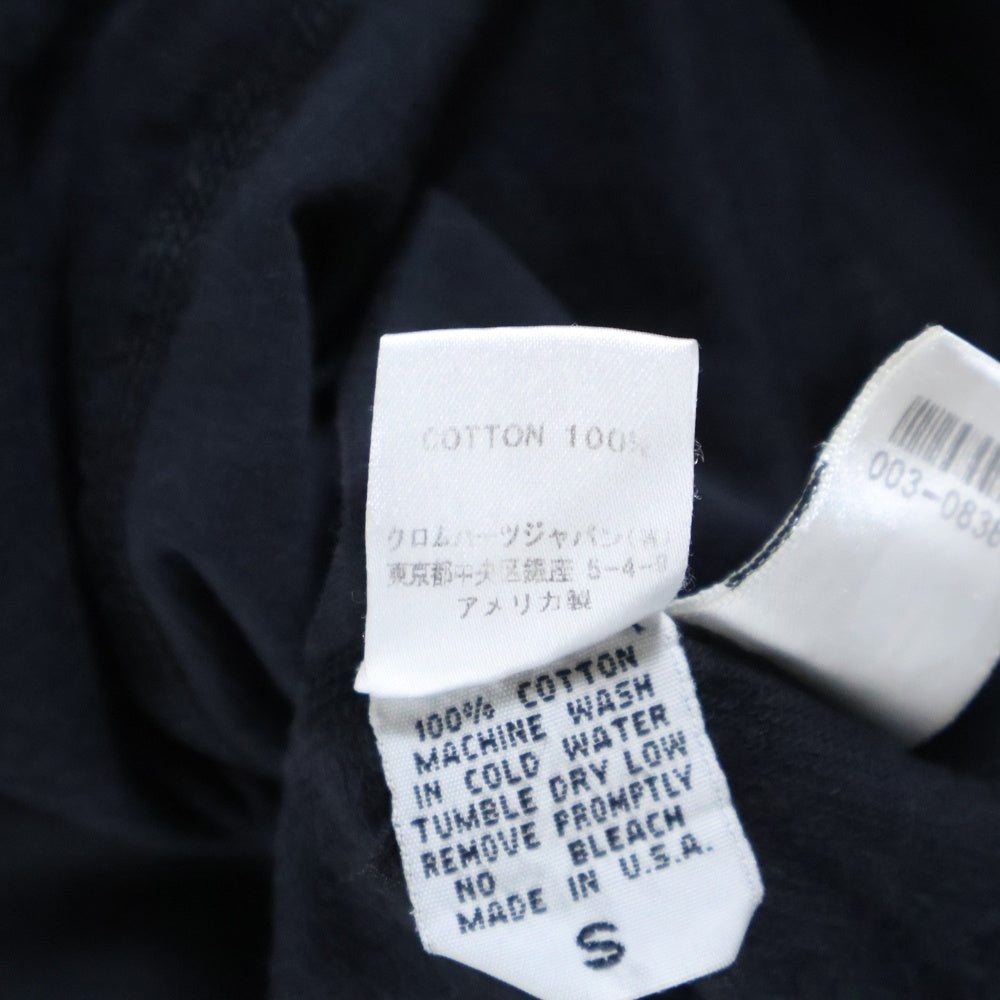 COTTON 100%
クロムハーツジャパン(株)
東京都中央区銀座 5-4-
アメリカ製
003-083
100% COTTON
MACHINE WASH
IN COLD WATER
TUMBLE DRY LOW
REMOVE PROMPTLY
NO BLEACH
MADE IN U.S.A.
S